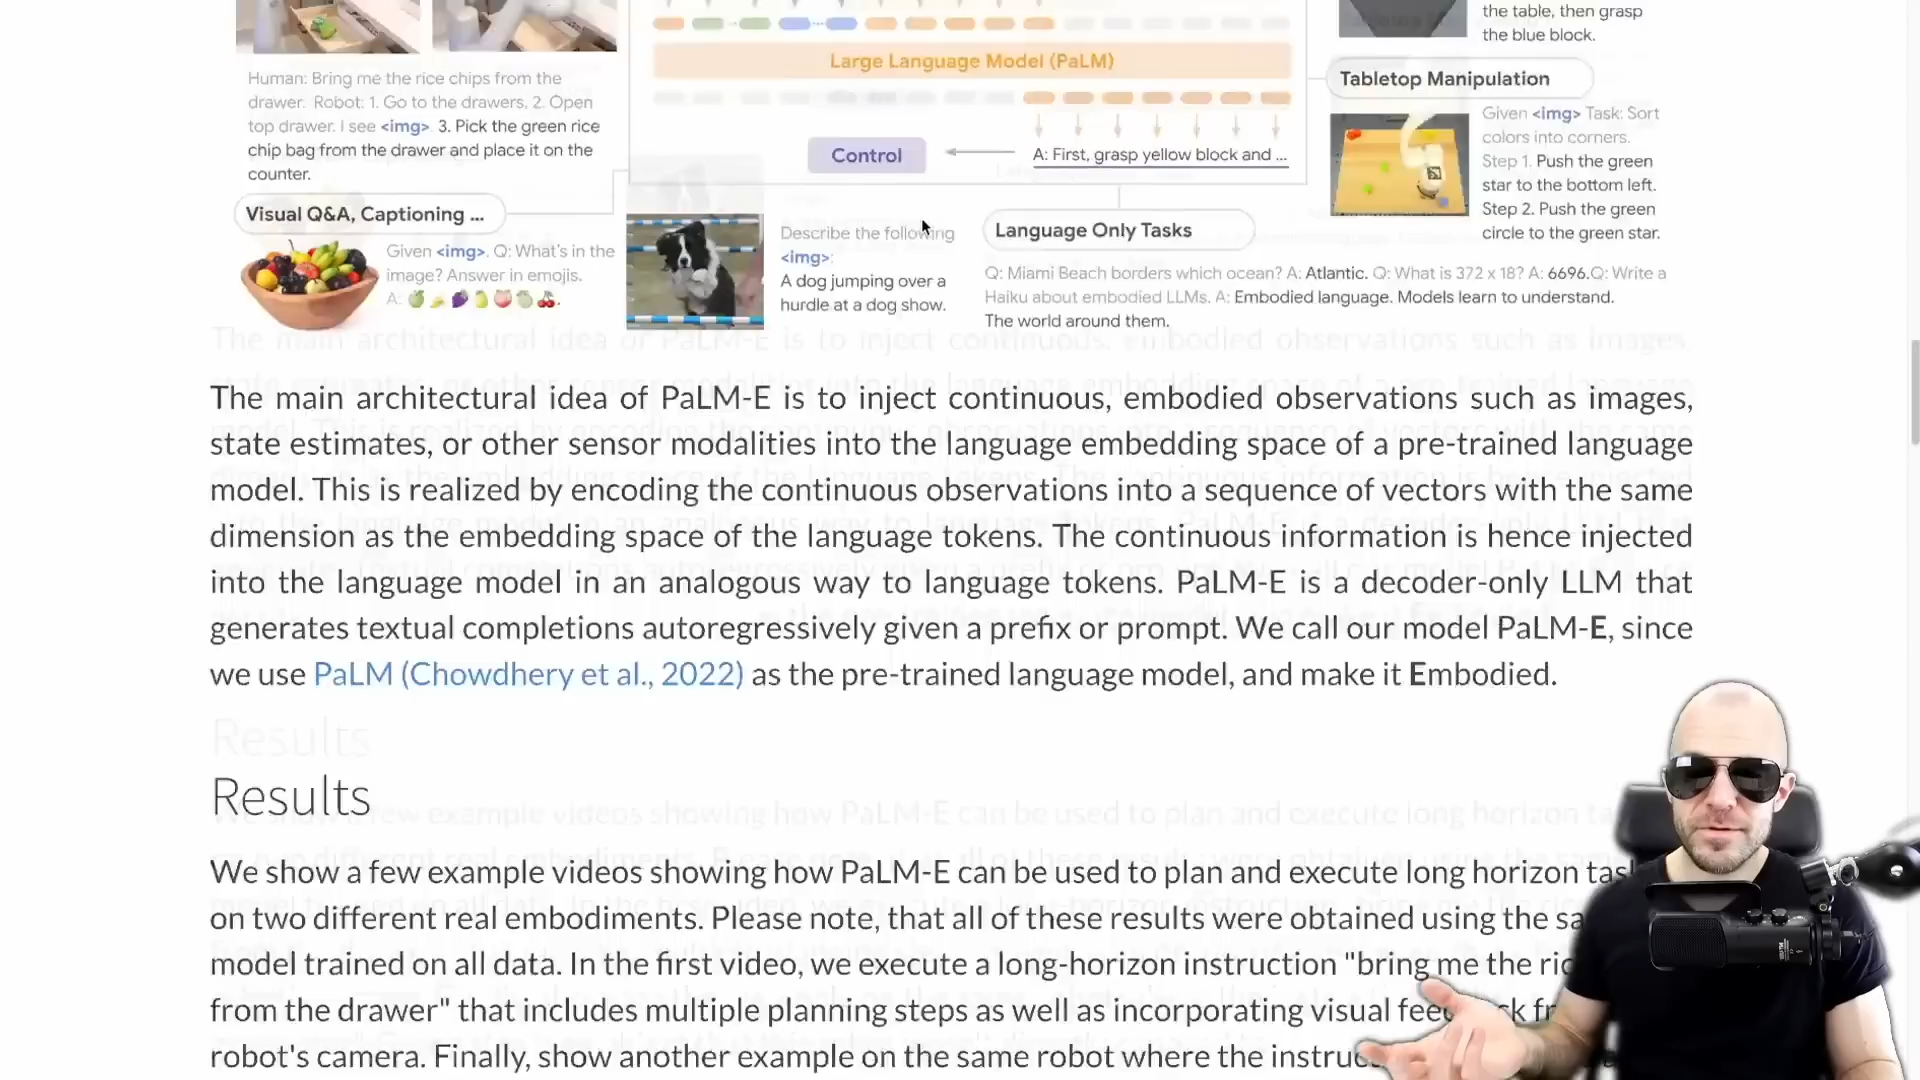 the table, then grasp
the blue block.
Large Language Model (PaLM)
Human: Bring me the rice chips from the
drawer. Robot: 1. Go to the drawers, 2. Open
top drawer. I see <img>. 3. Pick the green rice
chip bag from the drawer and place it on the
counter.
Control
A: First, grasp yellow block and ...
Tabletop Manipulation
Given <img> Task: Sort
colors into corners.
Step 1. Push the green
star to the bottom left.
Step 2. Push the green
circle to the green star.
Visual Q&A, Captioning ...
Given <img>. Q: What's in the
image? Answer in emojis.
A: 🍏🍌🍇🍐🍑🍈🍒.
Describe the following
<img>:
A dog jumping over a
hurdle at a dog show.
Language Only Tasks
Q: Miami Beach borders which ocean? A: Atlantic. Q: What is 372 x 18? A: 6696.Q: Write a
Haiku about embodied LLMs. A: Embodied language. Models learn to understand.
The world around them.
The main architectural idea of PaLM-E is to inject continuous, embodied observations such as images,
state estimates, or other sensor modalities into the language embedding space of a pre-trained language
model. This is realized by encoding the continuous observations into a sequence of vectors with the same
dimension as the embedding space of the language tokens. The continuous information is hence injected
into the language model in an analogous way to language tokens. PaLM-E is a decoder-only LLM that
generates textual completions autoregressively given a prefix or prompt. We call our model PaLM-E, since
we use PaLM (Chowdhery et al., 2022) as the pre-trained language model, and make it Embodied.
Results
We show a few example videos showing how PaLM-E can be used to plan and execute long horizon
on two different real embodiments. Please note, that all of these results were obtained using the
model trained on all data. In the first video, we execute a long-horizon instruction "bring me the
from the drawer" that includes multiple planning steps as well as incorporating visual
robot's camera. Finally, show another example on the same robot where the